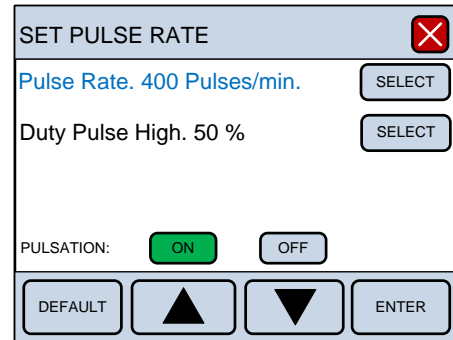 SET PULSE RATE
Pulse Rate. 400 Pulses/min. SELECT
Duty Pulse High. 50 % SELECT
PULSATION: ON OFF
DEFAULT ENTER